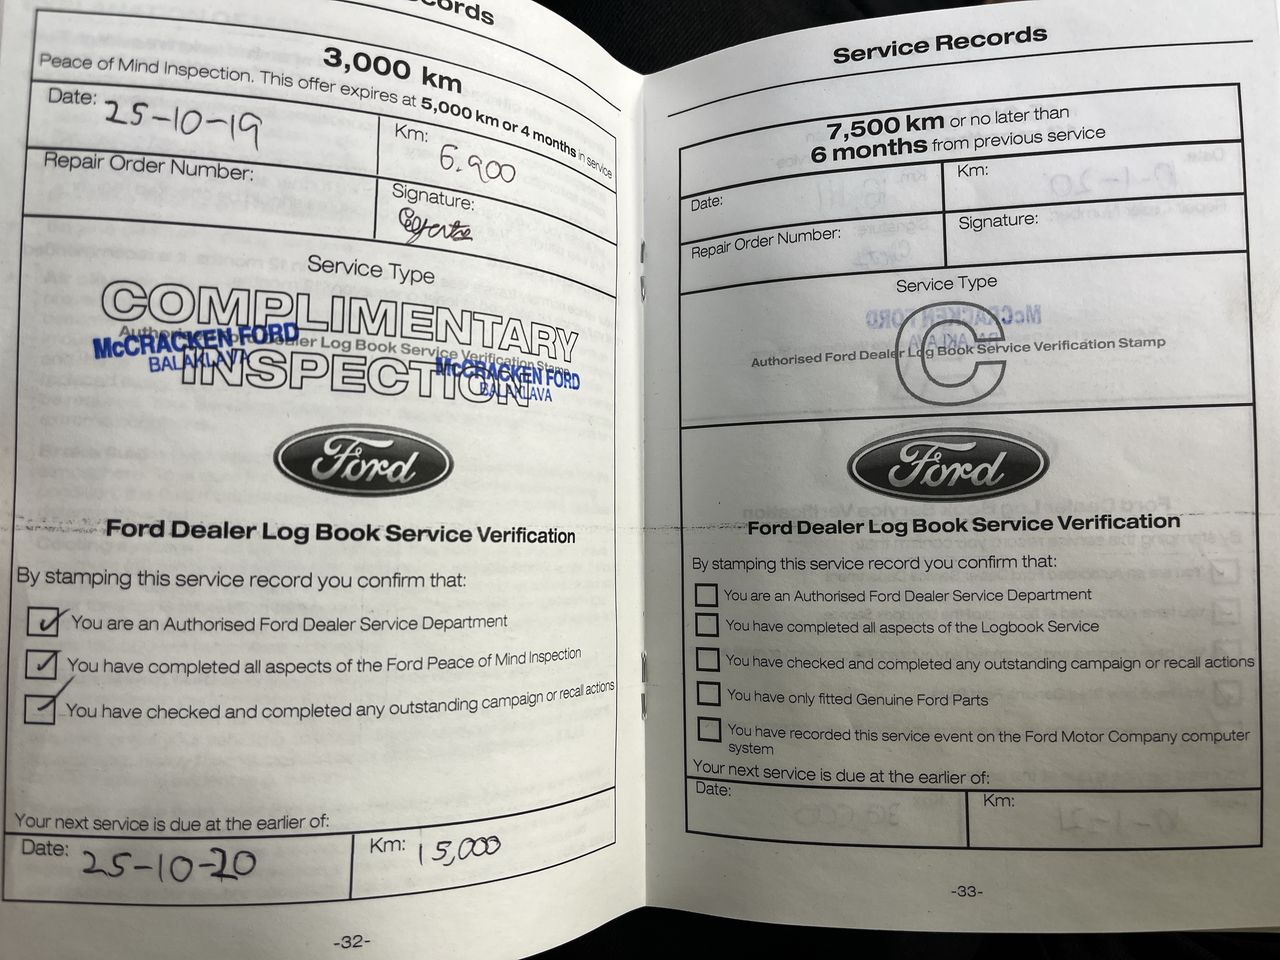 Records
3,000 km
Peace of Mind Inspection. This offer expires at 5,000 km or 4 months in service
Date: 25-10-19
Km: 6.900
Repair Order Number:
Signature:
Service Type
COMPLIMENTARY
Authorised Ford Dealer Log Book Service Verification Stamp
McCRACKEN FORD
BALAKLAVA
INSPECTION
McCRACKEN FORD
BALAKLAVA
Ford
Ford Dealer Log Book Service Verification
By stamping this service record you confirm that:
You are an Authorised Ford Dealer Service Department
You have completed all aspects of the Ford Peace of Mind Inspection
You have checked and completed any outstanding campaign or recall actions
Your next service is due at the earlier of:
Date: 25-10-20
Km: 15,000
-32-
Service Records
7,500 km or no later than
6 months from previous service
Date:
Km:
Repair Order Number:
Signature:
Service Type
C
Authorised Ford Dealer Log Book Service Verification Stamp
Ford
Ford Dealer Log Book Service Verification
By stamping this service record you confirm that:
You are an Authorised Ford Dealer Service Department
You have completed all aspects of the Logbook Service
You have checked and completed any outstanding campaign or recall actions
You have only fitted Genuine Ford Parts
You have recorded this service event on the Ford Motor Company computer
system
Your next service is due at the earlier of:
Date:
Km:
-33-